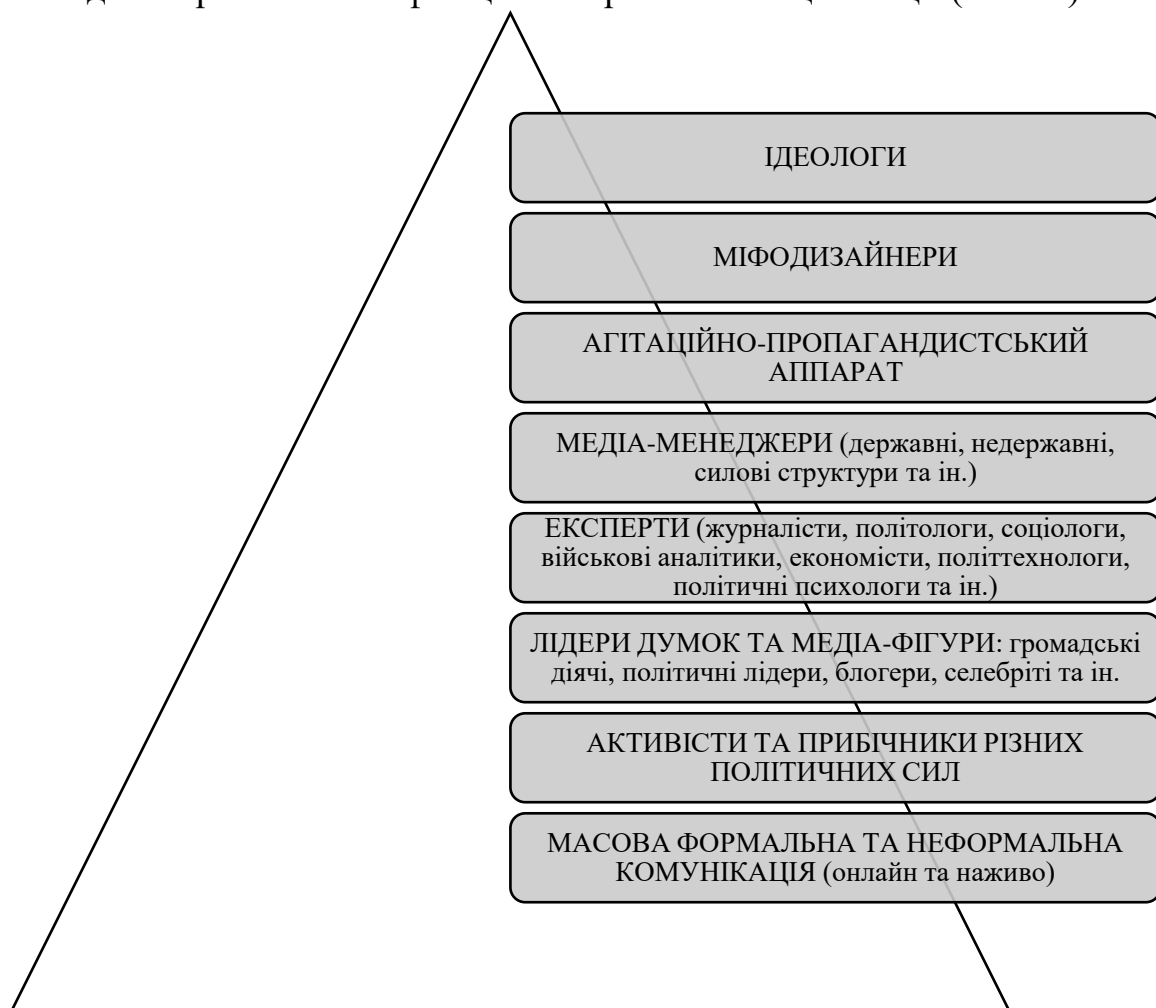 ІДЕОЛОГИ
МІФОДИЗАЙНЕРИ
АГІТАЦІЙНО-ПРОПАГАНДИСТСЬКИЙ
АППАРАТ
МЕДІА-МЕНЕДЖЕРИ (державні, недержавні,
силові структури та ін.)
ЕКСПЕРТИ (журналісти, політологи, соціологи,
військові аналітики, економісти, політтехнологи,
політичні психологи та ін.)
ЛІДЕРИ ДУМОК ТА МЕДІА-ФІГУРИ: громадські
діячі, політичні лідери, блогери, селебріті та ін.
АКТИВІСТИ ТА ПРИБІЧНИКИ РІЗНИХ
ПОЛІТИЧНИХ СИЛ
МАСОВА ФОРМАЛЬНА ТА НЕФОРМАЛЬНА
КОМУНІКАЦІЯ (онлайн та наживо)